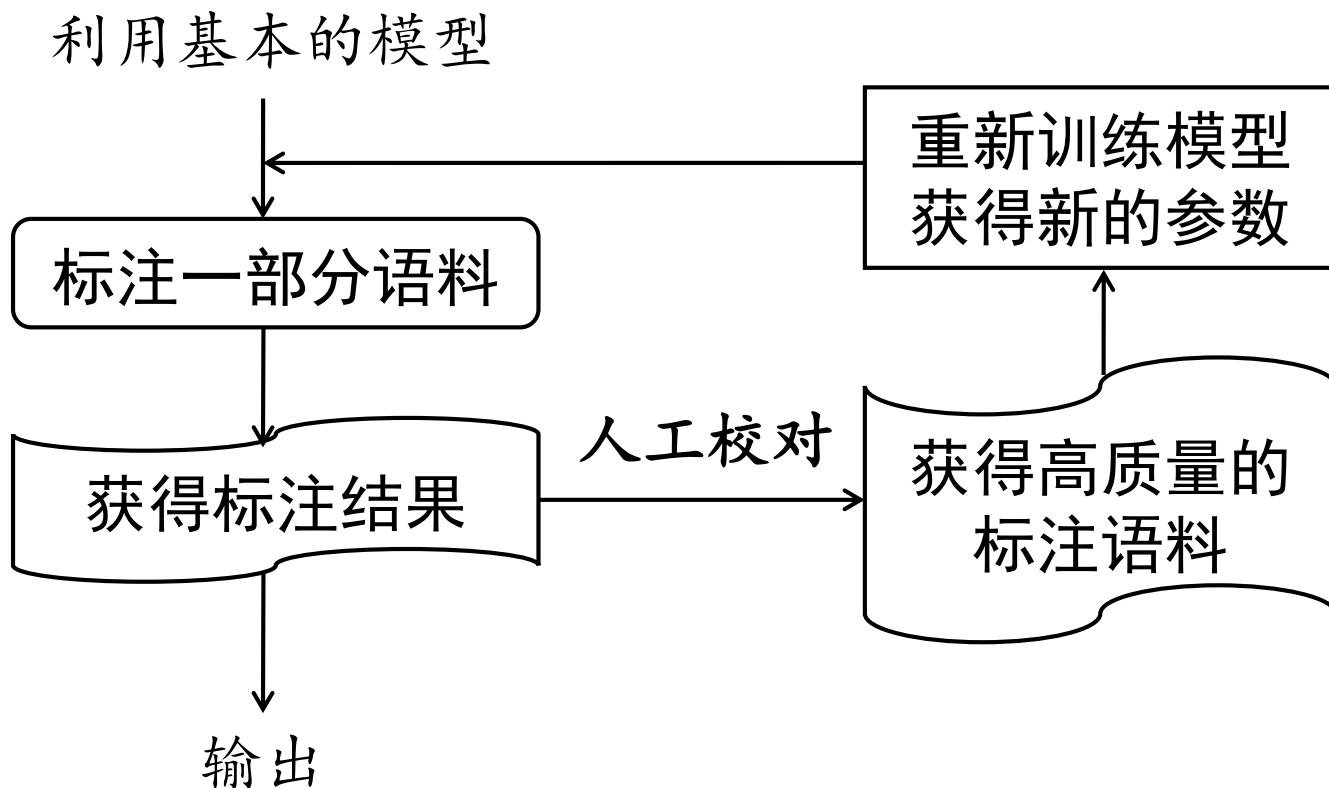 利用基本的模型
重新训练模型
获得新的参数
标注一部分语料
人工校对
获得标注结果
获得高质量的
标注语料
输出